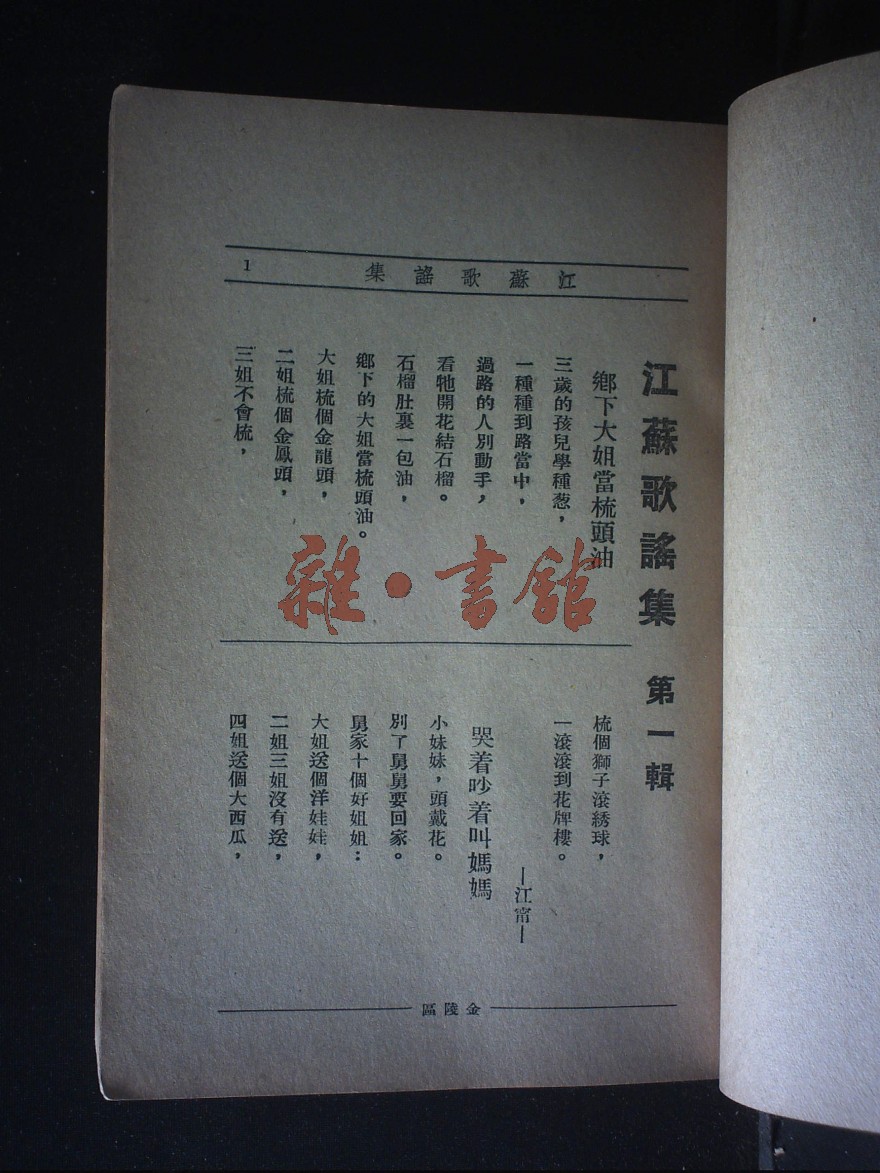 江蘇歌謠集
1
江蘇歌謠集 第一輯
鄉下大姐當梳頭油
三歲的孩兒學種葱，
一種種到路當中，
過路的人別動手，
看牠開花結石榴。
石榴肚裏一包油，
鄉下的大姐當梳頭油。
大姐梳個金龍頭，
二姐梳個金鳳頭，
三姐不會梳，
梳個獅子滾綉球，
一滾滾到花牌樓。
—江甯—
哭着吵着叫媽媽
小妹妹，頭戴花。
別了舅舅要回家。
舅家十個好姐姐：
大姐送個洋娃娃，
二姐三姐沒有送，
四姐送個大西瓜，
金陵區
雜·書館